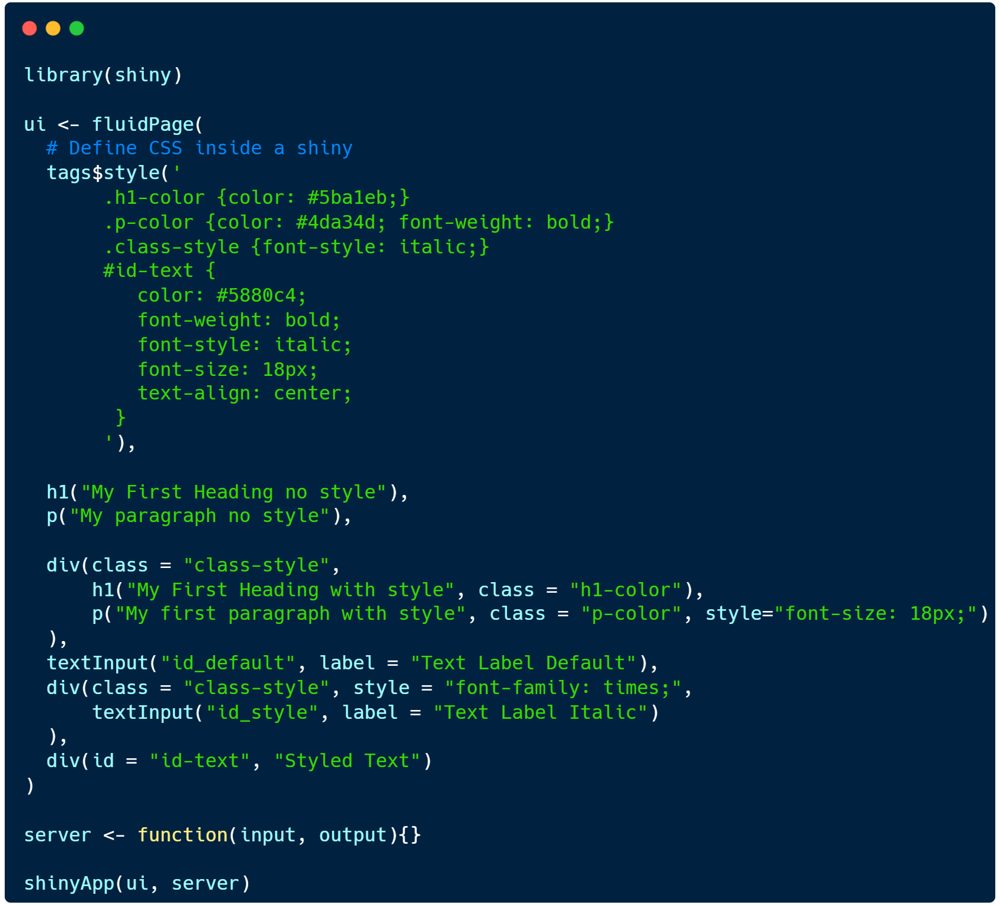 library(shiny)

ui <- fluidPage(
  # Define CSS inside a shiny
  tags$style('
       .h1-color {color: #5ba1eb;}
       .p-color {color: #4da34d; font-weight: bold;}
       .class-style {font-style: italic;}
       #id-text {
          color: #5880c4;
          font-weight: bold;
          font-style: italic;
          font-size: 18px;
          text-align: center;
        }
       '),

  h1("My First Heading no style"),
  p("My paragraph no style"),

  div(class = "class-style",
      h1("My First Heading with style", class = "h1-color"),
      p("My first paragraph with style", class = "p-color", style="font-size: 18px;")
  ),
  textInput("id_default", label = "Text Label Default"),
  div(class = "class-style", style = "font-family: times;",
      textInput("id_style", label = "Text Label Italic")
  ),
  div(id = "id-text", "Styled Text")
)

server <- function(input, output){}

shinyApp(ui, server)